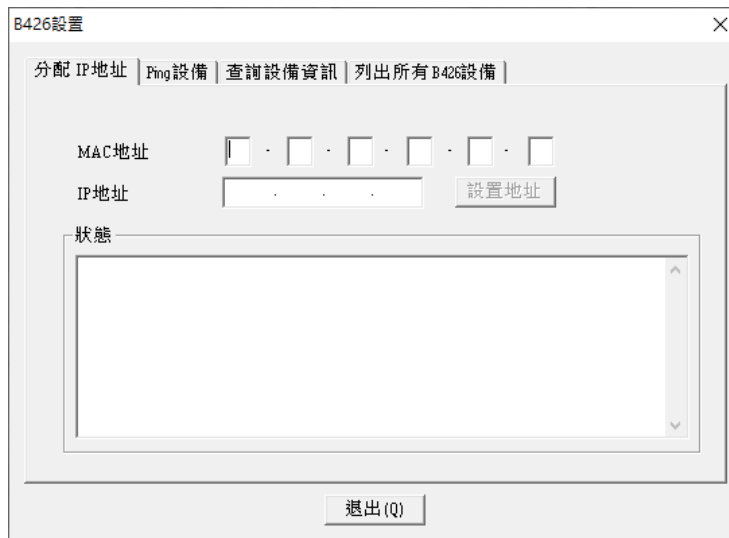 B426設置
分配 IP地址 Ping設備 查詢設備資訊 列出所有B426設備
MAC地址 - - - - -
IP地址 . . . 設置地址
狀態
退出(Q)